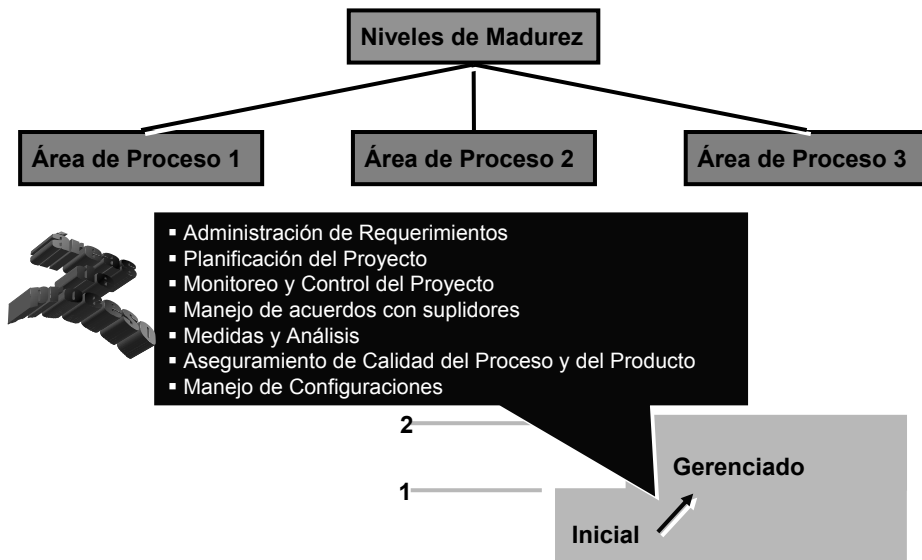 Niveles de Madurez
Área de Proceso 1
Área de Proceso 2
Área de Proceso 3
▪ Administración de Requerimientos
▪ Planificación del Proyecto
▪ Monitoreo y Control del Proyecto
▪ Manejo de acuerdos con suplidores
▪ Medidas y Análisis
▪ Aseguramiento de Calidad del Proceso y del Producto
▪ Manejo de Configuraciones
2
Gerenciado
1
Inicial